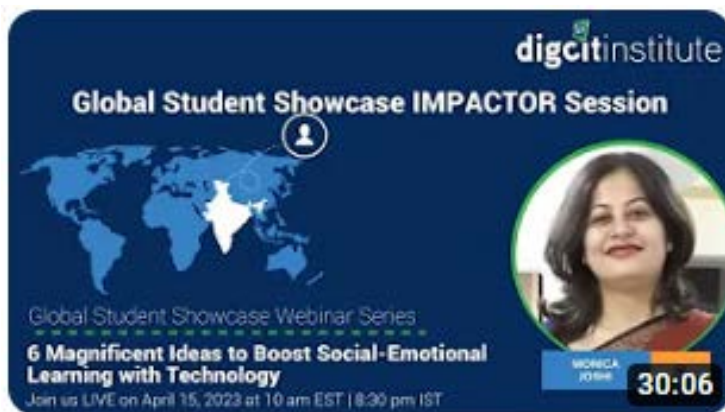 digcitinstitute
Global Student Showcase IMPACTOR Session
Global Student Showcase Webinar Series
6 Magnificent Ideas to Boost Social-Emotional
Learning with Technology
Join us LIVE on April 15, 2023 at 10 am EST | 8:30 pm IST
MONICA
JOSHI
30:06